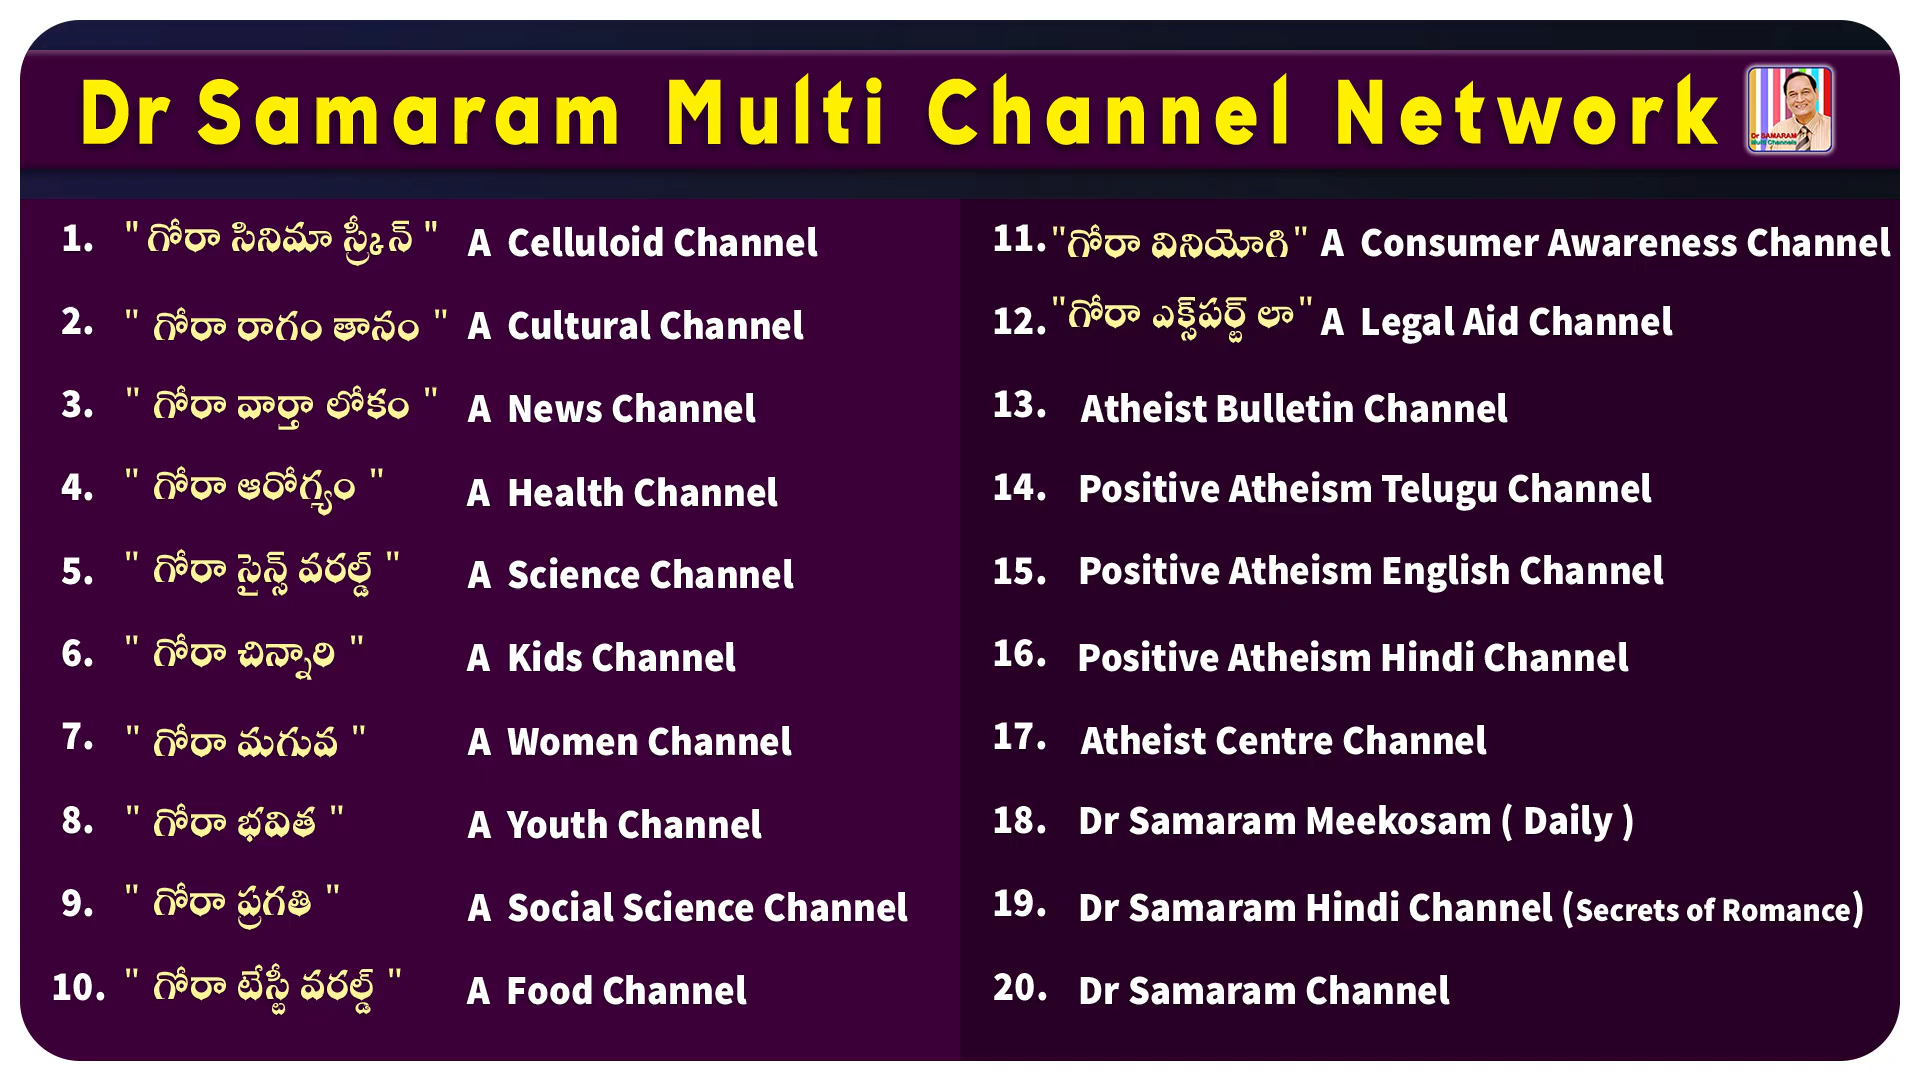 Dr Samaram Multi Channel Network
Dr SAMARAM
Multi Channels
1. " గోరా సినిమా స్క్రీన్ " A Celluloid Channel
2. " గోరా రాగం తానం " A Cultural Channel
3. " గోరా వార్తా లోకం " A News Channel
4. " గోరా ఆరోగ్యం " A Health Channel
5. " గోరా సైన్స్ వరల్డ్ " A Science Channel
6. " గోరా చిన్నారి " A Kids Channel
7. " గోరా మగువ " A Women Channel
8. " గోరా భవిత " A Youth Channel
9. " గోరా ప్రగతి " A Social Science Channel
10. " గోరా టేస్టీ వరల్డ్ " A Food Channel
11. "గోరా వినియోగి" A Consumer Awareness Channel
12. "గోరా ఎక్స్‌పర్ట్ లా" A Legal Aid Channel
13. Atheist Bulletin Channel
14. Positive Atheism Telugu Channel
15. Positive Atheism English Channel
16. Positive Atheism Hindi Channel
17. Atheist Centre Channel
18. Dr Samaram Meekosam ( Daily )
19. Dr Samaram Hindi Channel (Secrets of Romance)
20. Dr Samaram Channel